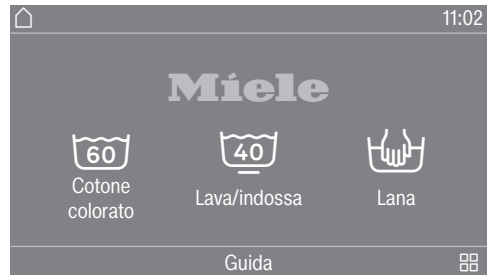 11:02
Miele
60
40
Cotone
colorato
Lava/indossa
Lana
Guida